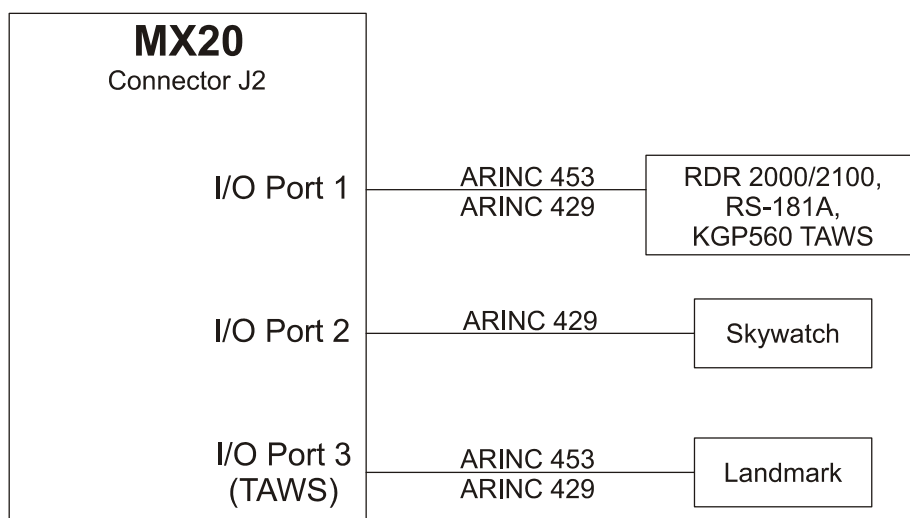 MX20
Connector J2
I/O Port 1
ARINC 453
ARINC 429
RDR 2000/2100,
RS-181A,
KGP560 TAWS
I/O Port 2
ARINC 429
Skywatch
I/O Port 3
(TAWS)
ARINC 453
ARINC 429
Landmark